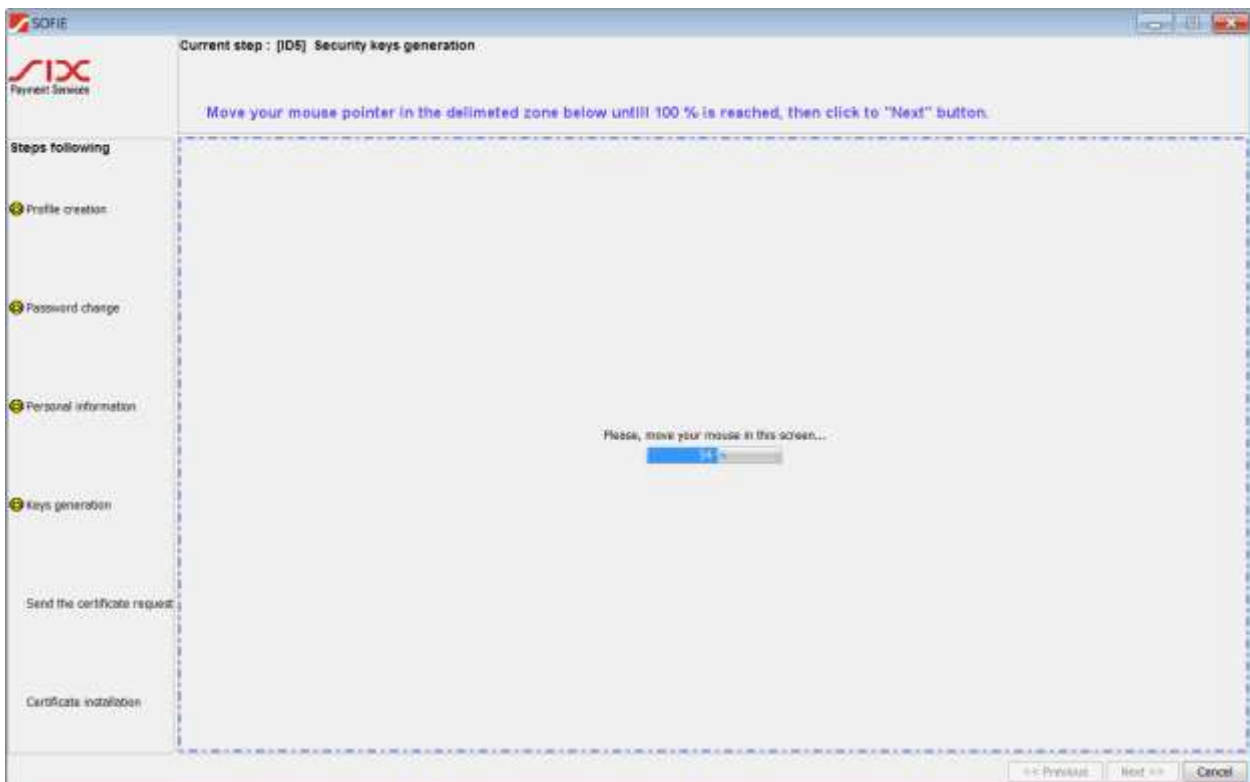 SOFIE
Current step : [ID5] Security keys generation
SIX
Payment Services
Move your mouse pointer in the delimeted zone below untill 100 % is reached, then click to "Next" button.
Steps following
Profile creation
Password change
Personal information
Please, move your mouse in this screen...
54 %
Keys generation
Send the certificate request
Certificate installation
<< Previous
Next >>
Cancel